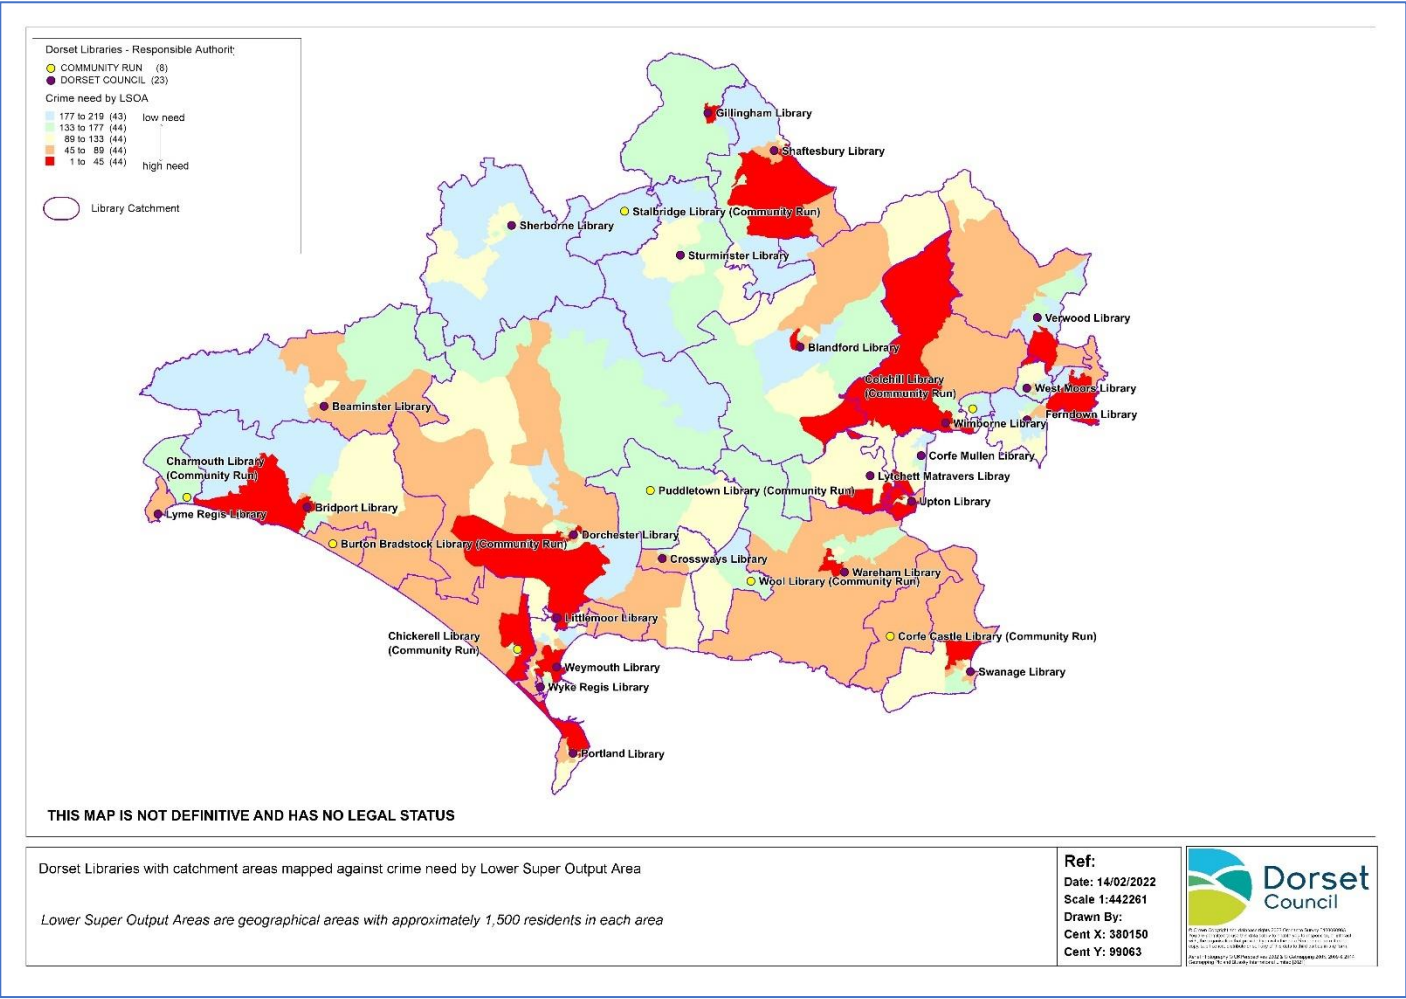 Dorset Libraries - Responsible Authority
COMMUNITY RUN (8)
DORSET COUNCIL (23)
Crime need by LSOA
177 to 219 (43) low need
133 to 177 (44)
89 to 133 (44)
45 to 89 (44)
1 to 45 (44) high need
Library Catchment
Gillingham Library
Shaftesbury Library
Stalbridge Library (Community Run)
Sherborne Library
Sturminster Library
Verwood Library
Blandford Library
Colehill Library
(Community Run)
West Moors Library
Beaminster Library
Ferndown Library
Wimborne Library
Corfe Mullen Library
Charmouth Library
(Community Run)
Lytchett Matravers Libray
Puddletown Library (Community Run)
Upton Library
Bridport Library
Lyme Regis Library
Dorchester Library
Burton Bradstock Library (Community Run)
Crossways Library
Wareham Library
Wool Library (Community Run)
Littlemoor Library
Chickerell Library
(Community Run)
Corfe Castle Library (Community Run)
Weymouth Library
Swanage Library
Wyke Regis Library
Portland Library
THIS MAP IS NOT DEFINITIVE AND HAS NO LEGAL STATUS
Dorset Libraries with catchment areas mapped against crime need by Lower Super Output Area
Lower Super Output Areas are geographical areas with approximately 1,500 residents in each area
Ref:
Date: 14/02/2022
Scale 1:442261
Drawn By:
Cent X: 380150
Cent Y: 99063
Dorset
Council